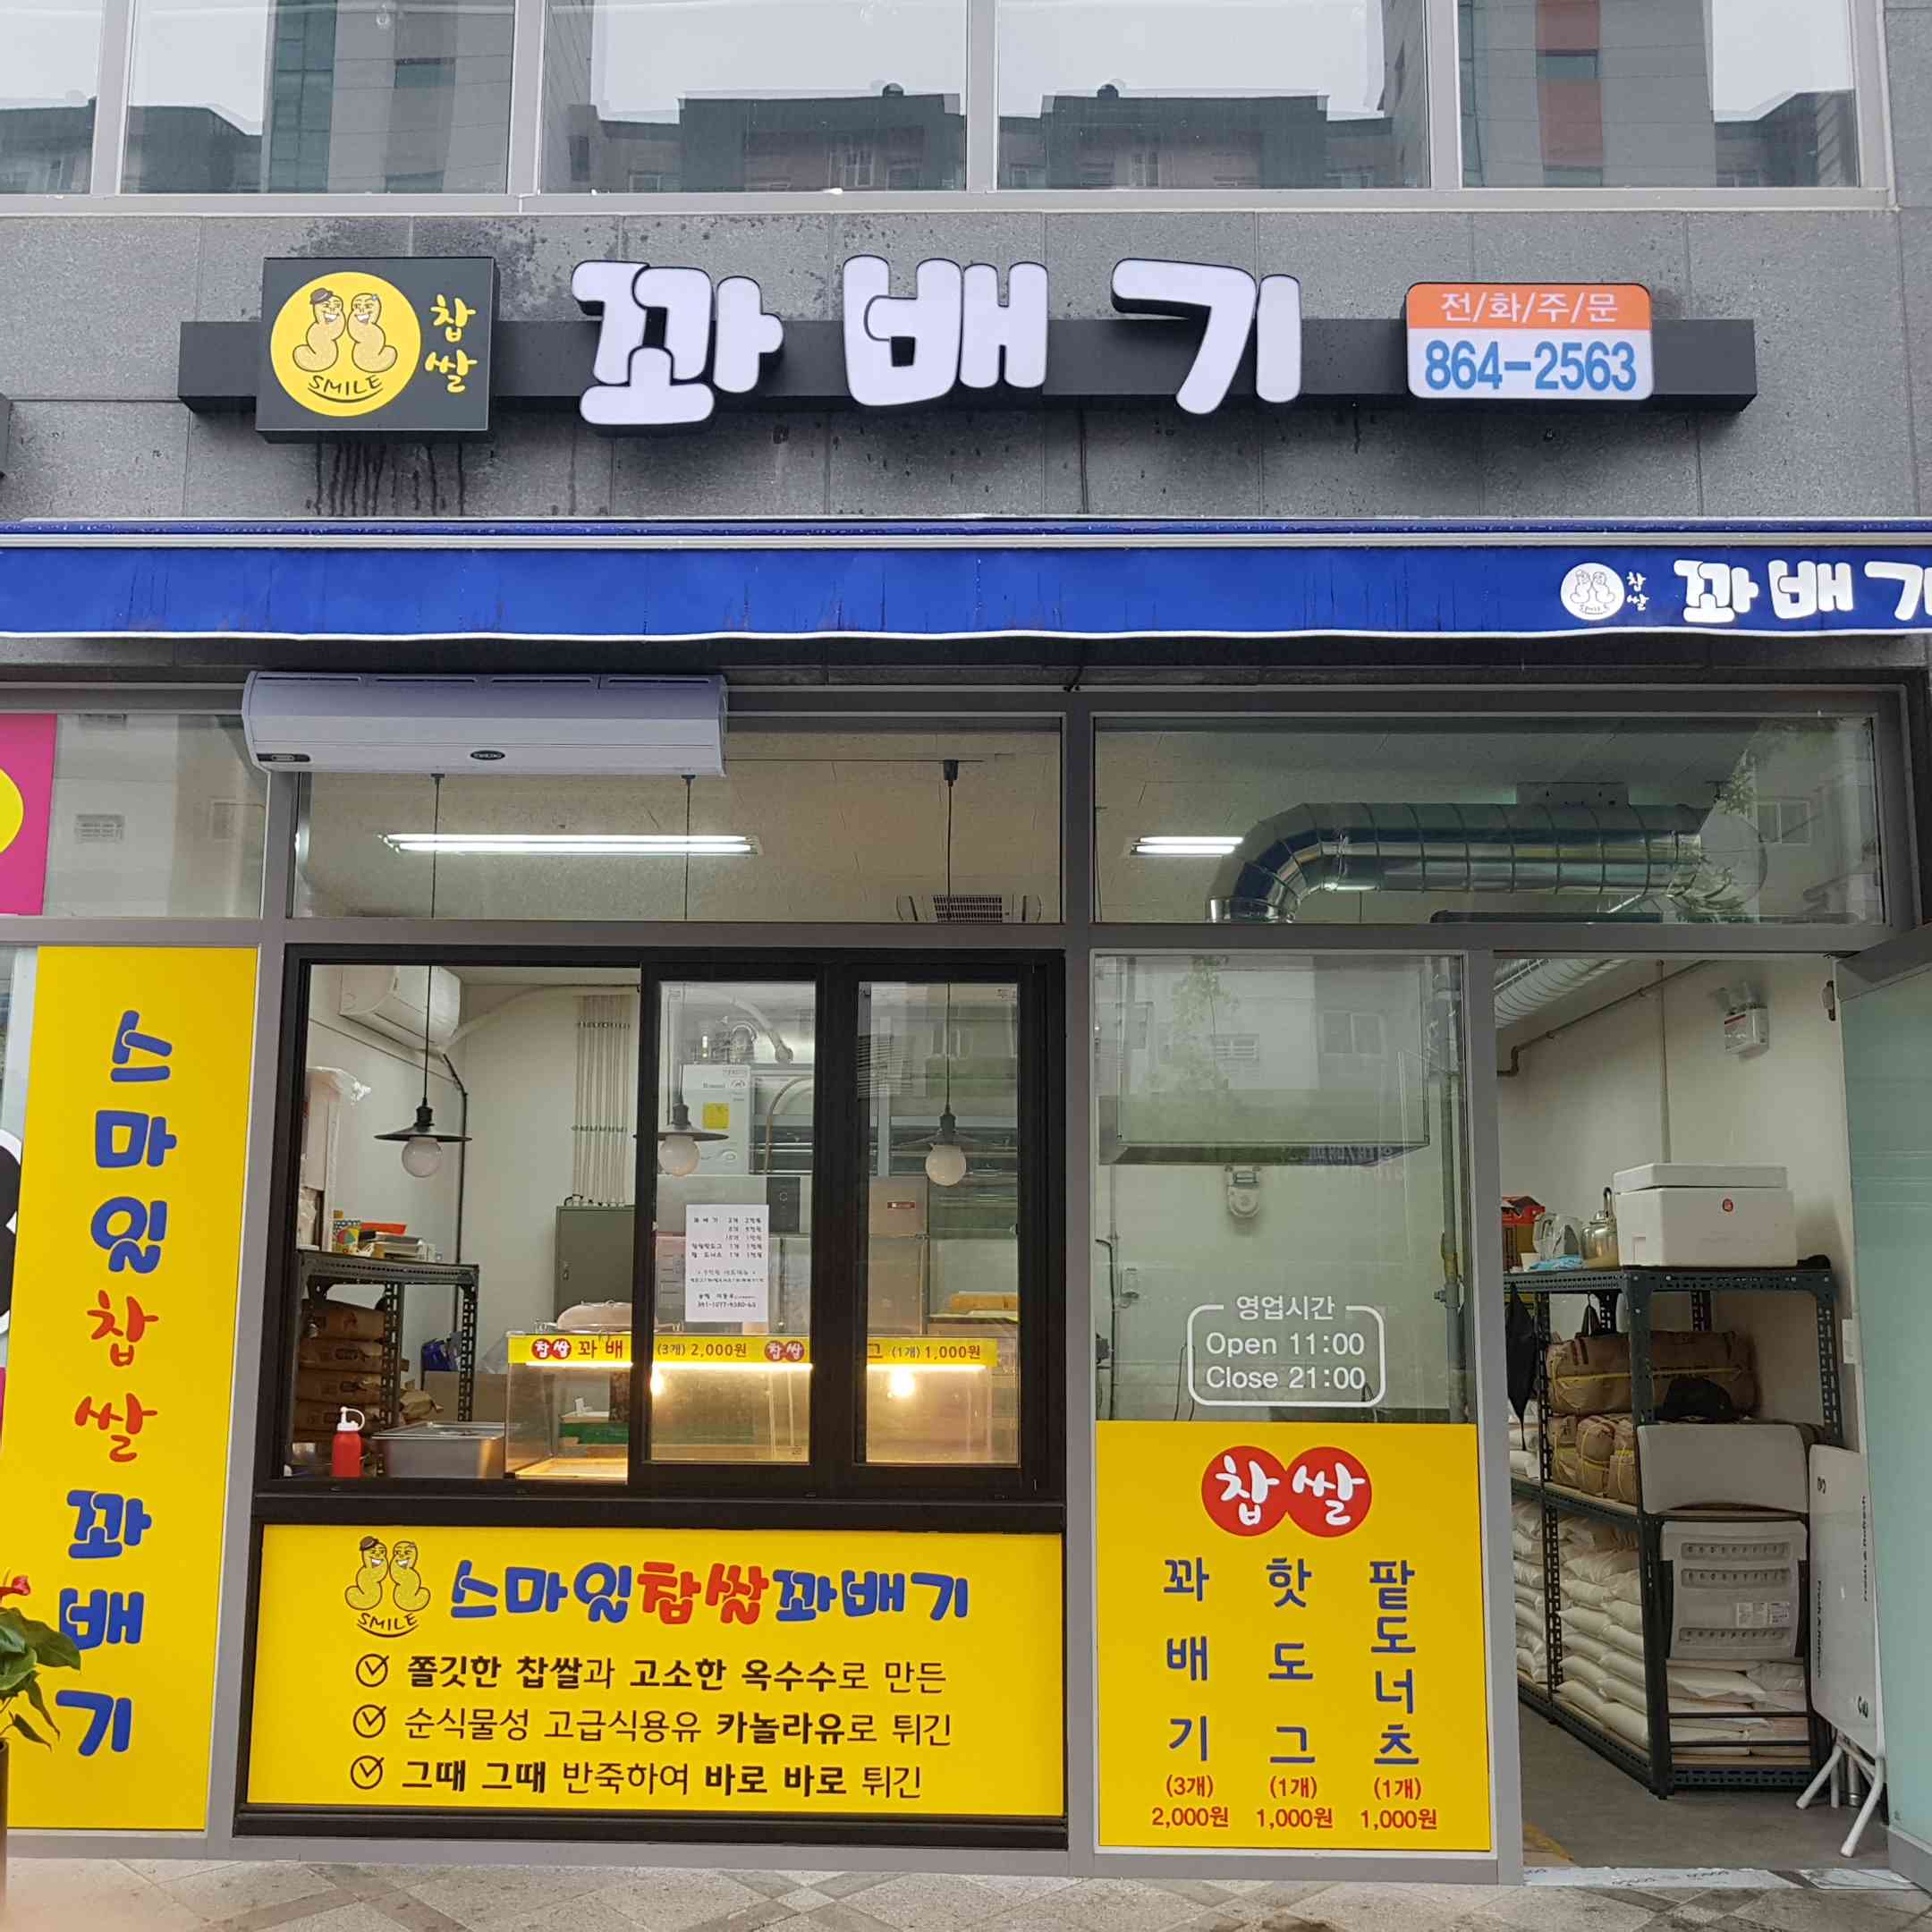 SMILE
찹쌀
꽈배기
전/화/주/문
864-2563
찹쌀
꽈배기
스마일찹쌀꽈배기
찹쌀 꽈배
(3개) 2,000원
찹쌀
그 (1개) 1,000원
영업시간
Open 11:00
Close 21:00
SMILE
스마일찹쌀꽈배기
쫄깃한 찹쌀과 고소한 옥수수로 만든
순식물성 고급식용유 카놀라유로 튀긴
그때 그때 반죽하여 바로 바로 튀긴
찹쌀
꽈배기
(3개)
2,000원
핫도그
(1개)
1,000원
팥도너츠
(1개)
1,000원